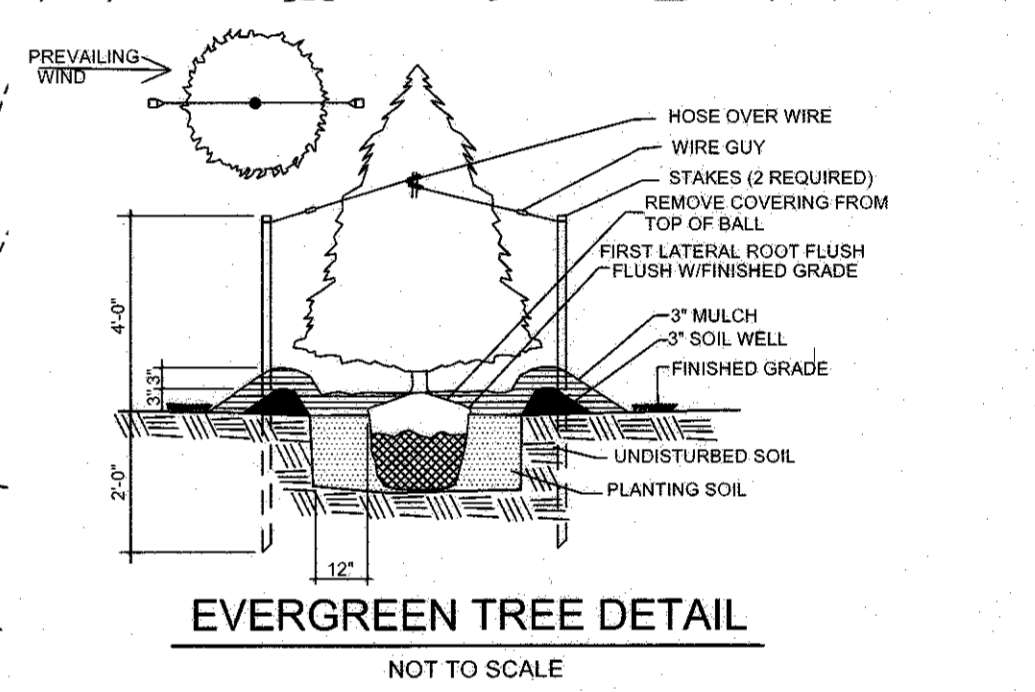 PREVAILING
WIND
HOSE OVER WIRE
WIRE GUY
STAKES (2 REQUIRED)
REMOVE COVERING FROM
TOP OF BALL
FIRST LATERAL ROOT FLUSH
FLUSH W/FINISHED GRADE
3" MULCH
3" SOIL WELL
FINISHED GRADE
UNDISTURBED SOIL
PLANTING SOIL
4'-0"
3" 3"
2'-0"
12"
EVERGREEN TREE DETAIL
NOT TO SCALE